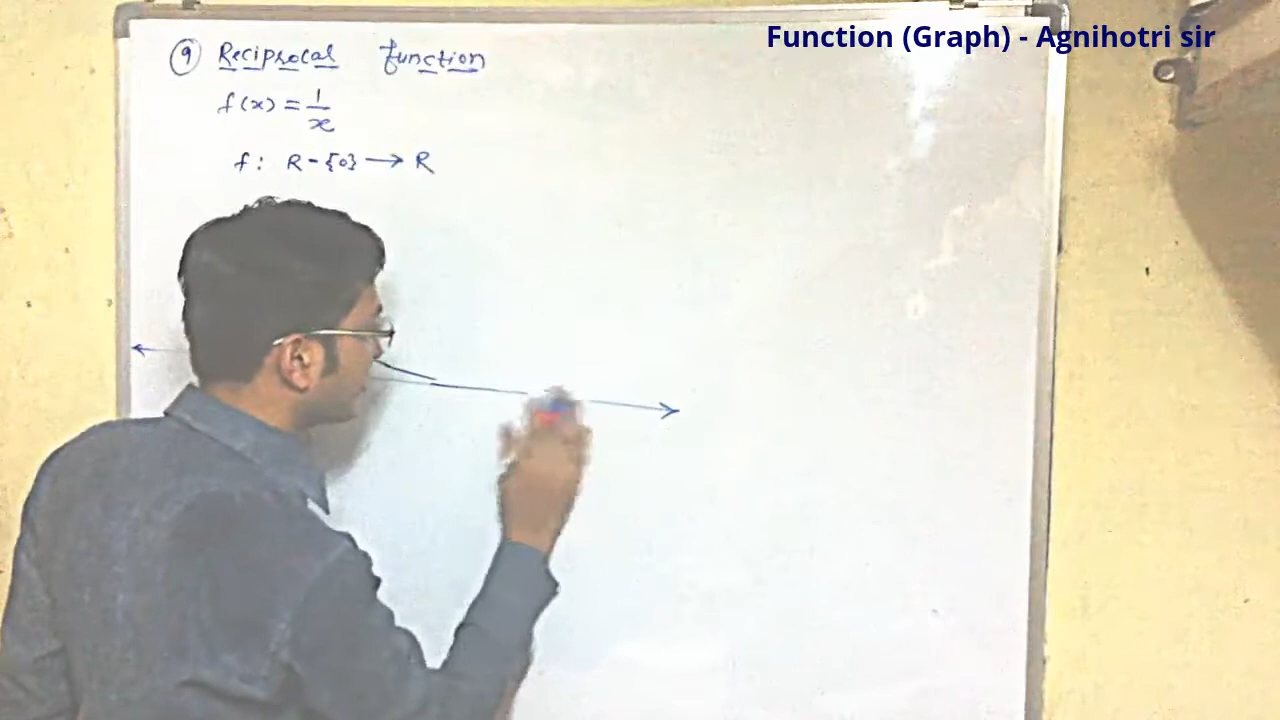 Function (Graph) - Agnihotri sir
9 Reciprocal function
f(x) = 1/x
f : R - {0} → R